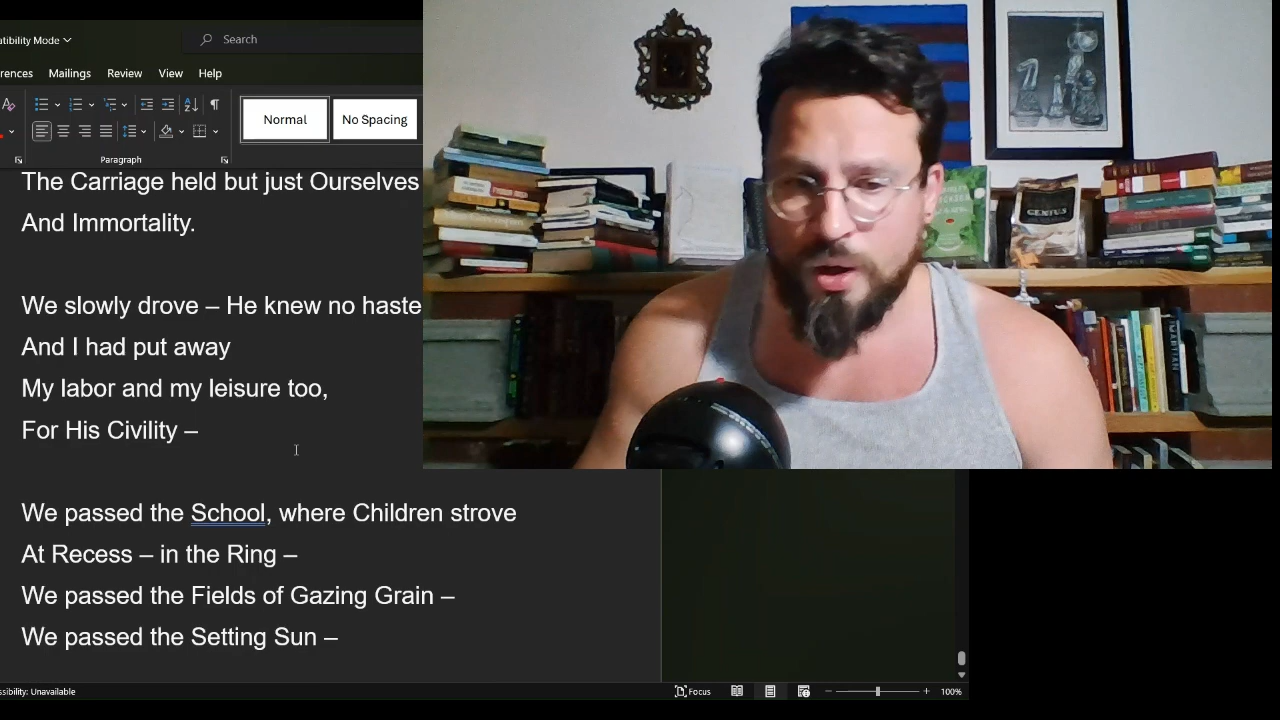 atibility Mode
Search
rences Mailings Review View Help
Normal
No Spacing
Paragraph
The Carriage held but just Ourselves
And Immortality.
We slowly drove – He knew no haste
And I had put away
My labor and my leisure too,
For His Civility –
We passed the School, where Children strove
At Recess – in the Ring –
We passed the Fields of Gazing Grain –
We passed the Setting Sun –
GENIUS
MARTIAN
ssibility: Unavailable
Focus
100%